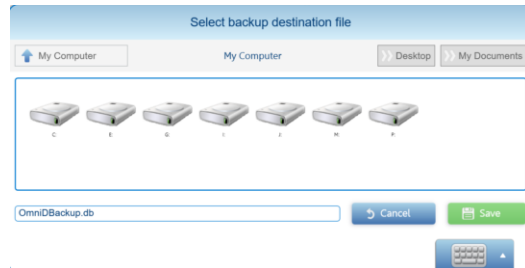 Select backup destination file
My Computer My Computer Desktop My Documents
C: E: G: I: J: M: P:
OmniDBackup.db Cancel Save